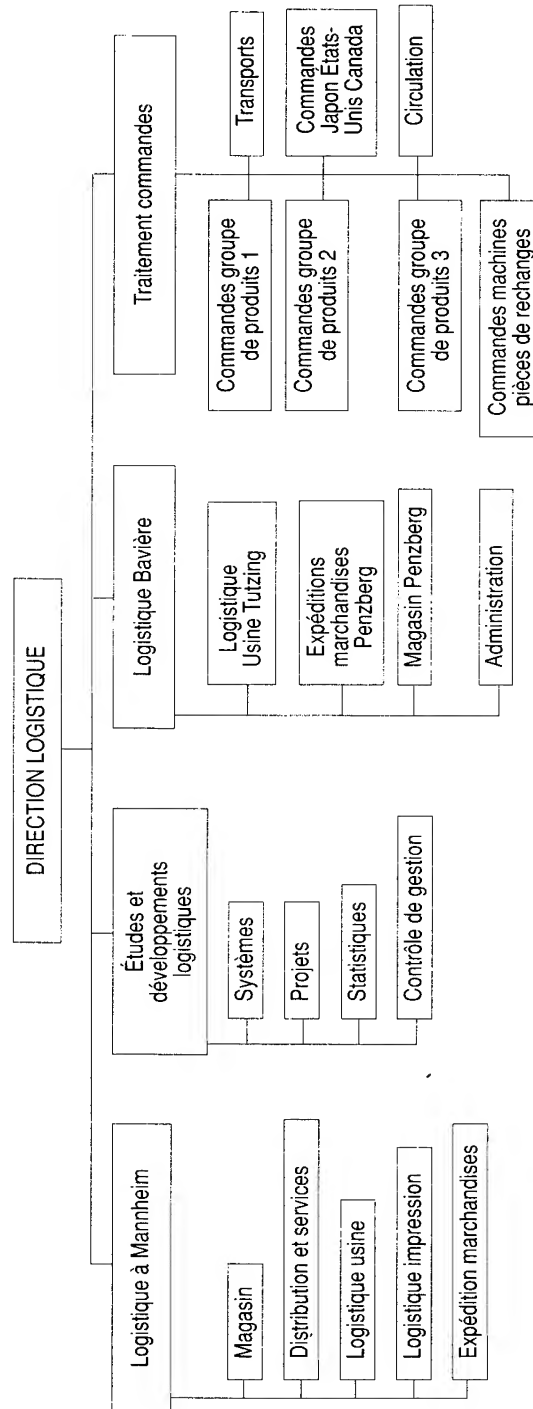 DIRECTION LOGISTIQUE
Logistique à Mannheim
Magasin
Distribution et services
Logistique usine
Logistique impression
Expédition marchandises
Études et
développements
logistiques
Systèmes
Projets
Statistiques
Contrôle de gestion
Logistique Bavière
Logistique
Usine Tutzing
Expéditions
marchandises
Penzberg
Magasin Penzberg
Administration
Traitement commandes
Commandes groupe
de produits 1
Transports
Commandes groupe
de produits 2
Commandes
Japon États-
Unis Canada
Commandes groupe
de produits 3
Circulation
Commandes machines
pièces de rechanges